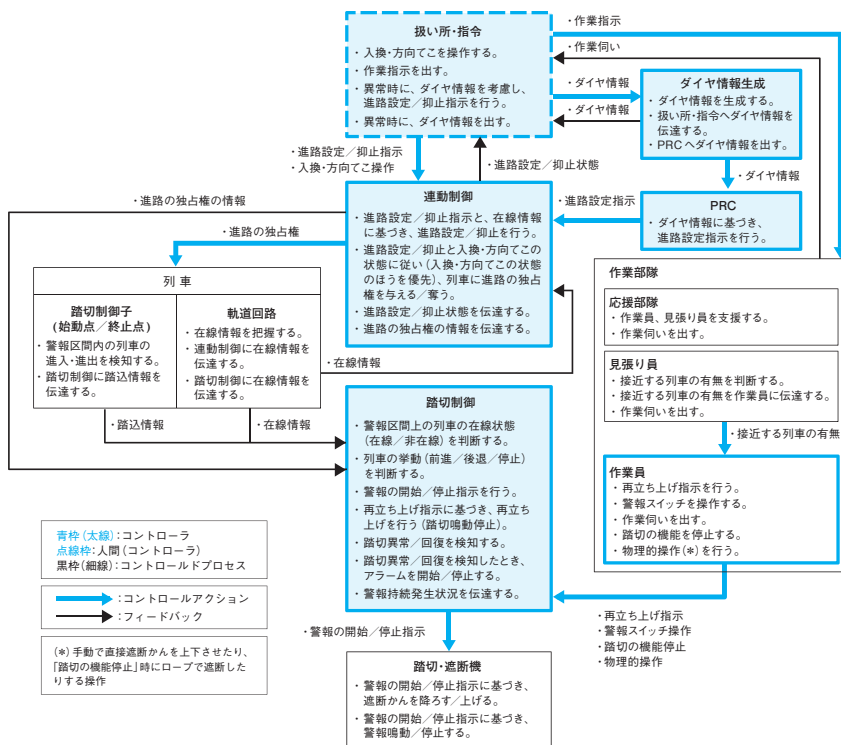 扱い所・指令
・入換・方向てこを操作する。
・作業指示を出す。
・異常時に、ダイヤ情報を考慮し、
進路設定／抑止指示を行う。
・異常時に、ダイヤ情報を出す。
・作業指示
・作業伺い
・ダイヤ情報
・ダイヤ情報
ダイヤ情報生成
・ダイヤ情報を生成する。
・扱い所・指令へダイヤ情報を
伝達する。
・PRCへダイヤ情報を出す。
・進路設定／抑止指示
・入換・方向てこ操作
・進路設定／抑止状態
・ダイヤ情報
・進路の独占権の情報
・進路の独占権
連動制御
・進路設定／抑止指示と、在線情報
に基づき、進路設定／抑止を行う。
・進路設定／抑止と入換・方向てこの
状態に従い（入換・方向てこの状態
のほうを優先）、列車に進路の独占
権を与える／奪う。
・進路設定／抑止状態を伝達する。
・進路の独占権の情報を伝達する。
・進路設定指示
PRC
・ダイヤ情報に基づき、
進路設定指示を行う。
列車
踏切制御子
(始動点／終止点)
・警報区間内の列車の
進入・進出を検知する。
・踏切制御に踏込情報を
伝達する。
軌道回路
・在線情報を把握する。
・連動制御に在線情報を
伝達する。
・踏切制御に在線情報を
伝達する。
・在線情報
・踏込情報
・在線情報
作業部隊
応援部隊
・作業員、見張り員を支援する。
・作業伺いを出す。
見張り員
・接近する列車の有無を判断する。
・接近する列車の有無を作業員に伝達する。
・作業伺いを出す。
・接近する列車の有無
作業員
・再立ち上げ指示を行う。
・警報スイッチを操作する。
・作業伺いを出す。
・踏切の機能を停止する。
・物理的操作(＊)を行う。
踏切制御
・警報区間上の列車の在線状態
(在線／非在線)を判断する。
・列車の挙動(前進／後退／停止)
を判断する。
・警報の開始／停止指示を行う。
・再立ち上げ指示に基づき、再立ち
上げを行う（踏切鳴動停止）。
・踏切異常／回復を検知する。
・踏切異常／回復を検知したとき、
アラームを開始／停止する。
・警報持続発生状況を伝達する。
・再立ち上げ指示
・警報スイッチ操作
・踏切の機能停止
・物理的操作
・警報の開始／停止指示
踏切・遮断機
・警報の開始／停止指示に基づき、
遮断かんを降ろす／上げる。
・警報の開始／停止指示に基づき、
警報鳴動／停止する。
青枠(太線)：コントローラ
点線枠：人間(コントローラ)
黒枠(細線)：コントロールドプロセス
：コントロールアクション
：フィードバック
(＊)手動で直接遮断かんを上下させたり、
「踏切の機能停止」時にロープで遮断した
りする操作